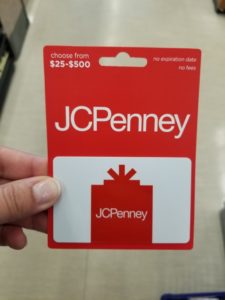 choose from
$25-$500
no expiration date
no fees
JCPenney
JCPenney